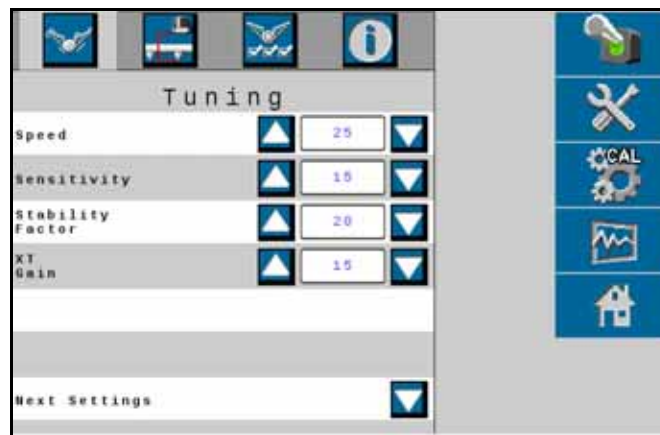 Tuning
CAL
Speed 25
Sensitivity 15
Stability
Factor 20
XT
Gain 15
Next Settings